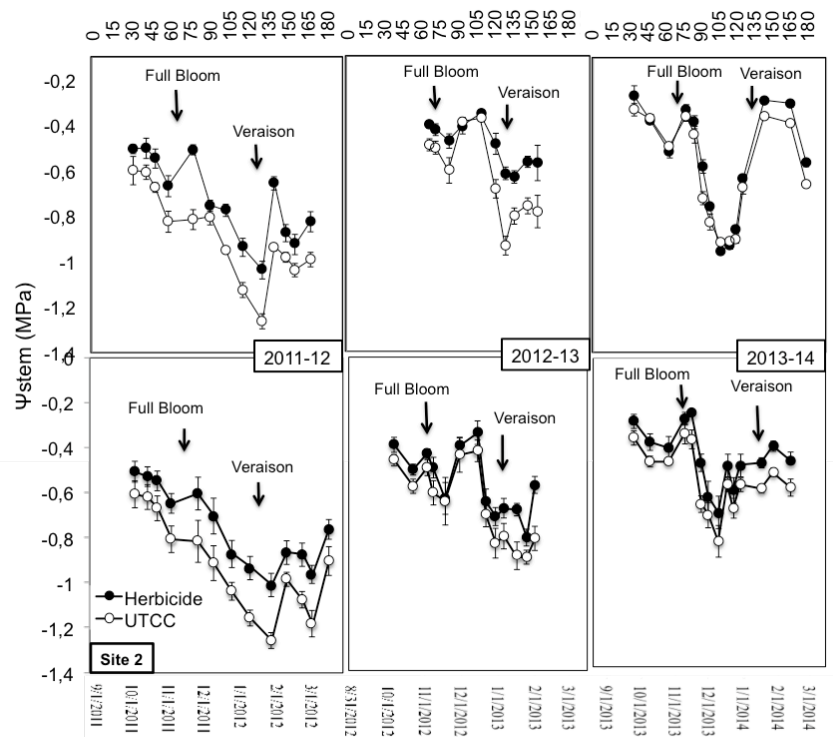 0 15 30 45 60 75 90 105 120 135 150 165 180 0 15 30 45 60 75 90 105 120 135 150 165 180 0 15 30 45 60 75 90 105 120 135 150 165 180
Ψstem (MPa)
-0,2
-0,4
-0,6
-0,8
-1
-1,2
-1,4
Full Bloom
Veraison
2011-12
Full Bloom
Veraison
2012-13
Full Bloom
Veraison
2013-14
0
-0,2
-0,4
-0,6
-0,8
-1
-1,2
-1,4
Full Bloom
Veraison
Herbicide
UTCC
Site 2
Full Bloom
Veraison
Full Bloom
Veraison
9/1/2011 10/1/2011 11/1/2011 12/1/2011 1/1/2012 2/1/2012 3/1/2012 8/31/2012 10/1/2012 11/1/2012 12/1/2012 1/1/2013 2/1/2013 3/1/2013 9/1/2013 10/1/2013 11/1/2013 12/1/2013 1/1/2014 2/1/2014 3/1/2014